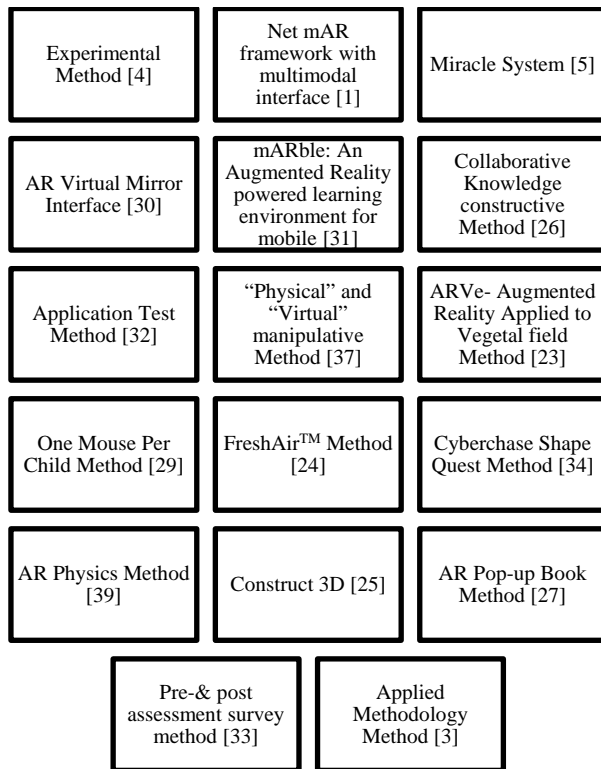 Experimental
Method [4]
Net mAR
framework with
multimodal
interface [1]
Miracle System [5]
AR Virtual Mirror
Interface [30]
mARble: An
Augmented Reality
powered learning
environment for
mobile [31]
Collaborative
Knowledge
constructive
Method [26]
Application Test
Method [32]
“Physical” and
“Virtual”
manipulative
Method [37]
ARVe- Augmented
Reality Applied to
Vegetal field
Method [23]
One Mouse Per
Child Method [29]
FreshAir™ Method
[24]
Cyberchase Shape
Quest Method [34]
AR Physics Method
[39]
Construct 3D [25]
AR Pop-up Book
Method [27]
Pre-& post
assessment survey
method [33]
Applied
Methodology
Method [3]